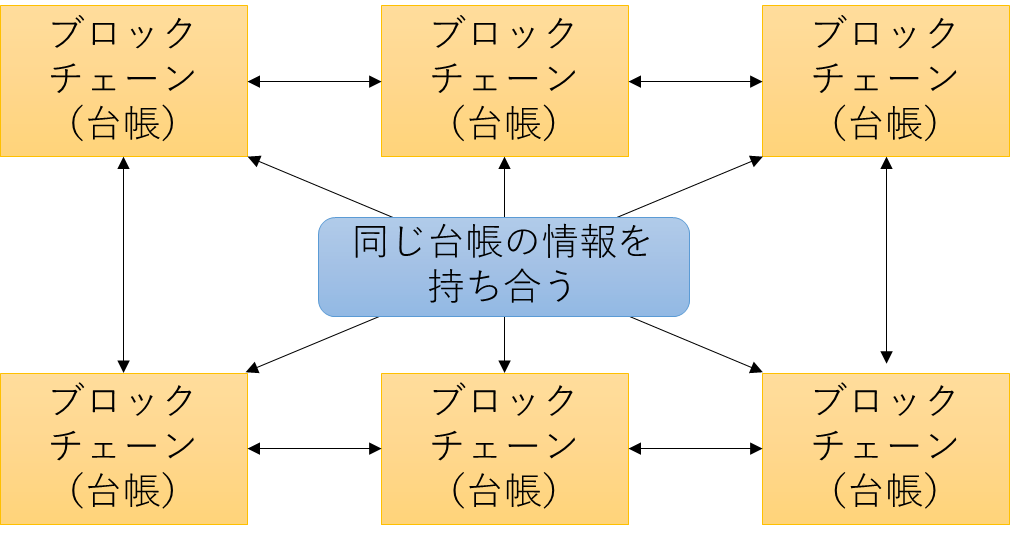 ブロック
チェーン
（台帳）
ブロック
チェーン
（台帳）
ブロック
チェーン
（台帳）
同じ台帳の情報を
持ち合う
ブロック
チェーン
（台帳）
ブロック
チェーン
（台帳）
ブロック
チェーン
（台帳）